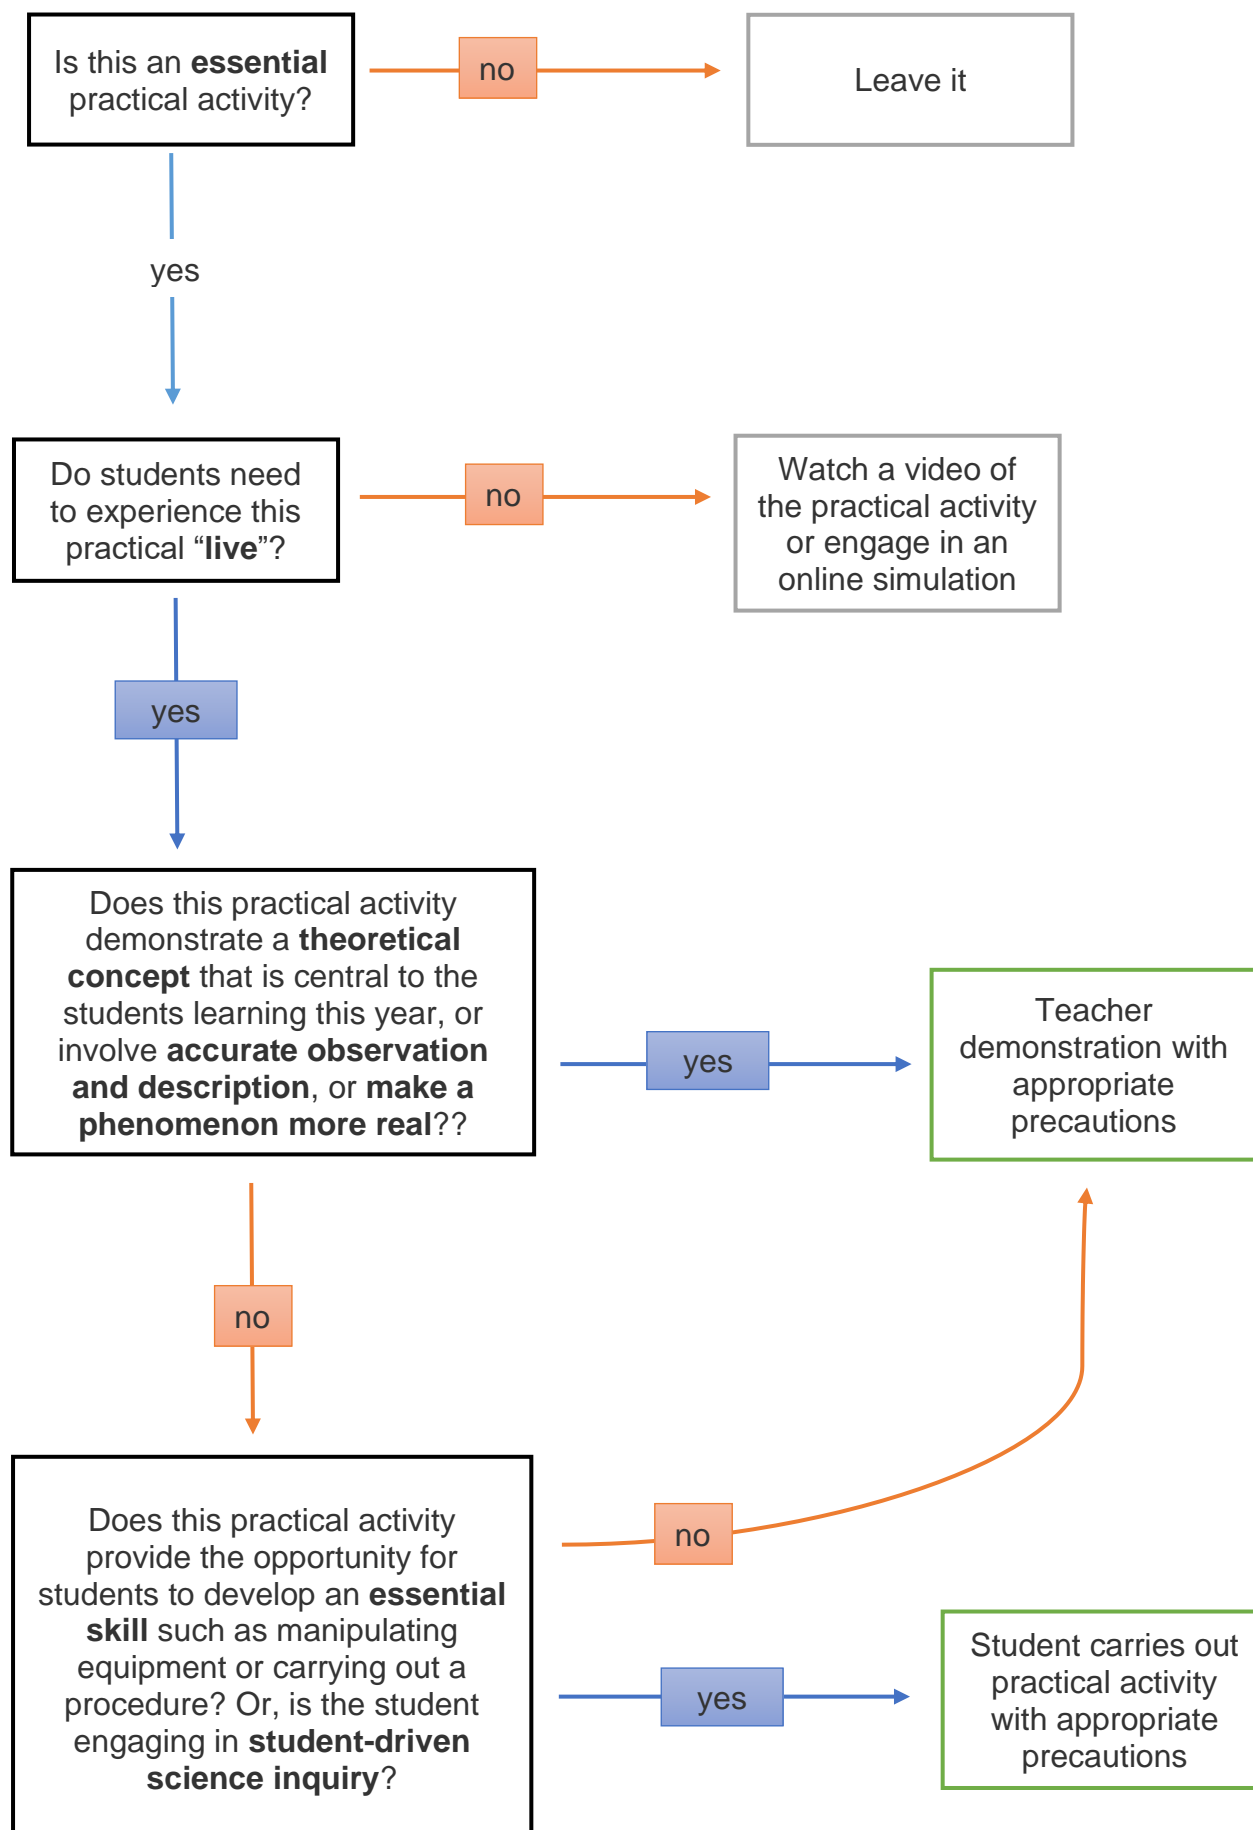 Is this an essential
practical activity?
no
Leave it
yes
Do students need
to experience this
practical “live”?
no
Watch a video of
the practical activity
or engage in an
online simulation
yes
Does this practical activity
demonstrate a theoretical
concept that is central to the
students learning this year, or
involve accurate observation
and description, or make a
phenomenon more real??
yes
Teacher
demonstration with
appropriate
precautions
no
Does this practical activity
provide the opportunity for
students to develop an essential
skill such as manipulating
equipment or carrying out a
procedure? Or, is the student
engaging in student-driven
science inquiry?
no
yes
Student carries out
practical activity
with appropriate
precautions